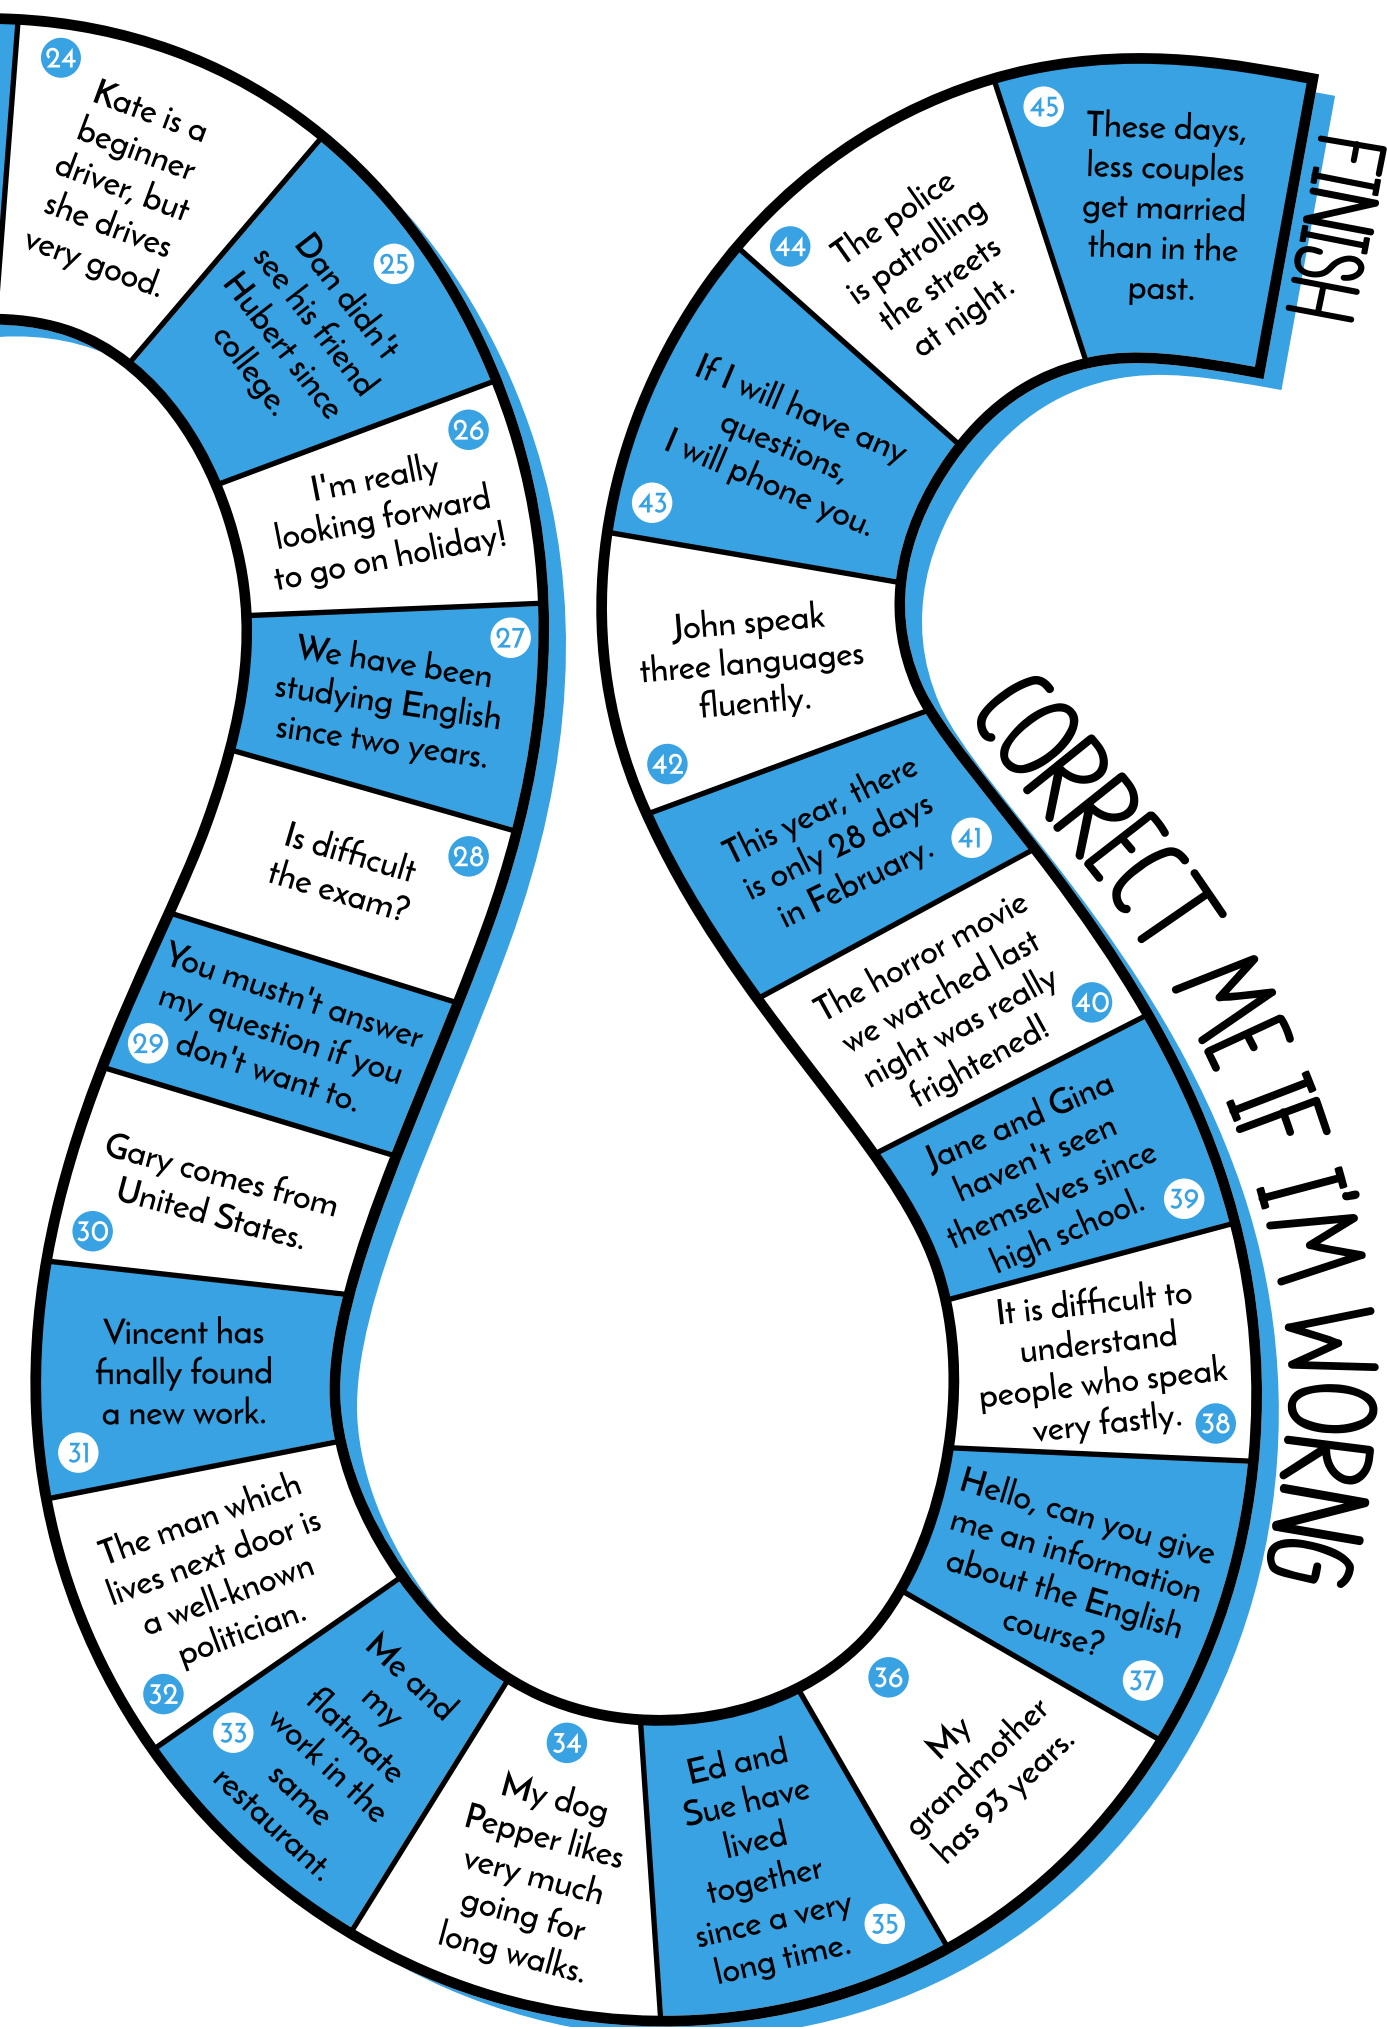 24
Kate is a
beginner
driver, but
she drives
very good.
25
Dan didn't
see his friend
Hubert since
college.
26
I'm really
looking forward
to go on holiday!
27
We have been
studying English
since two years.
28
Is difficult
the exam?
29
You mustn't answer
my question if you
don't want to.
30
Gary comes from
United States.
31
Vincent has
finally found
a new work.
32
The man which
lives next door is
a well-known
politician.
33
Me and
my
flatmate
work in the
same
restaurant.
34
My dog
Pepper likes
very much
going for
long walks.
35
Ed and
Sue have
lived
together
since a very
long time.
36
My
grandmother
has 93 years.
37
Hello, can you give
me an information
about the English
course?
38
It is difficult to
understand
people who speak
very fastly.
39
Jane and Gina
haven't seen
themselves since
high school.
40
The horror movie
we watched last
night was really
frightened!
41
This year, there
is only 28 days
in February.
42
John speak
three languages
fluently.
43
If I will have any
questions,
I will phone you.
44
The police
is patrolling
the streets
at night.
45
These days,
less couples
get married
than in the
past.
FINISH
CORRECT ME IF I'M WORNG